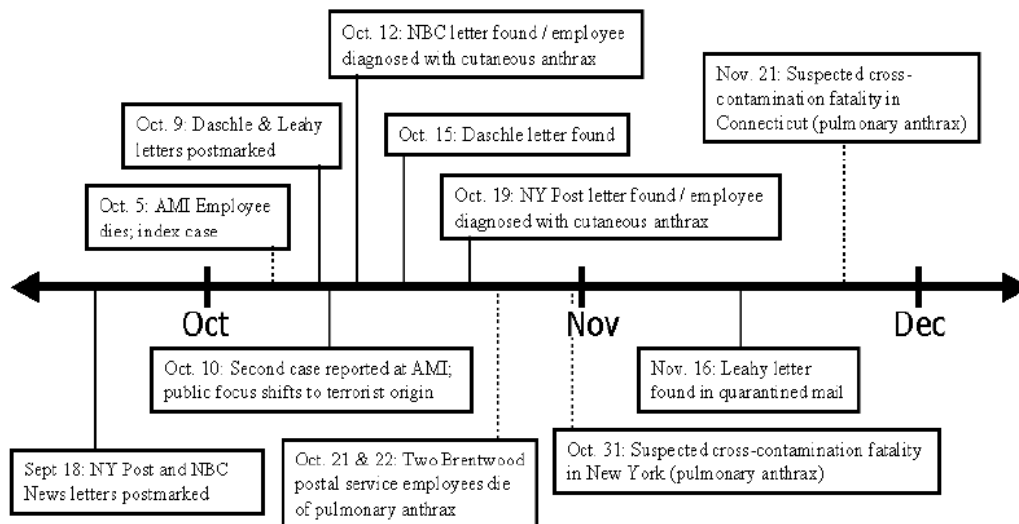 Oct. 12: NBC letter found / employee
diagnosed with cutaneous anthrax
Nov. 21: Suspected cross-
contamination fatality in
Connecticut (pulmonary anthrax)
Oct. 9: Daschle & Leahy
letters postmarked
Oct. 15: Daschle letter found
Oct. 5: AMI Employee
dies; index case
Oct. 19: NY Post letter found / employee
diagnosed with cutaneous anthrax
Oct
Nov
Dec
Oct. 10: Second case reported at AMI;
public focus shifts to terrorist origin
Nov. 16: Leahy letter
found in quarantined mail
Sept 18: NY Post and NBC
News letters postmarked
Oct. 21 & 22: Two Brentwood
postal service employees die
of pulmonary anthrax
Oct. 31: Suspected cross-contamination fatality
in New York (pulmonary anthrax)